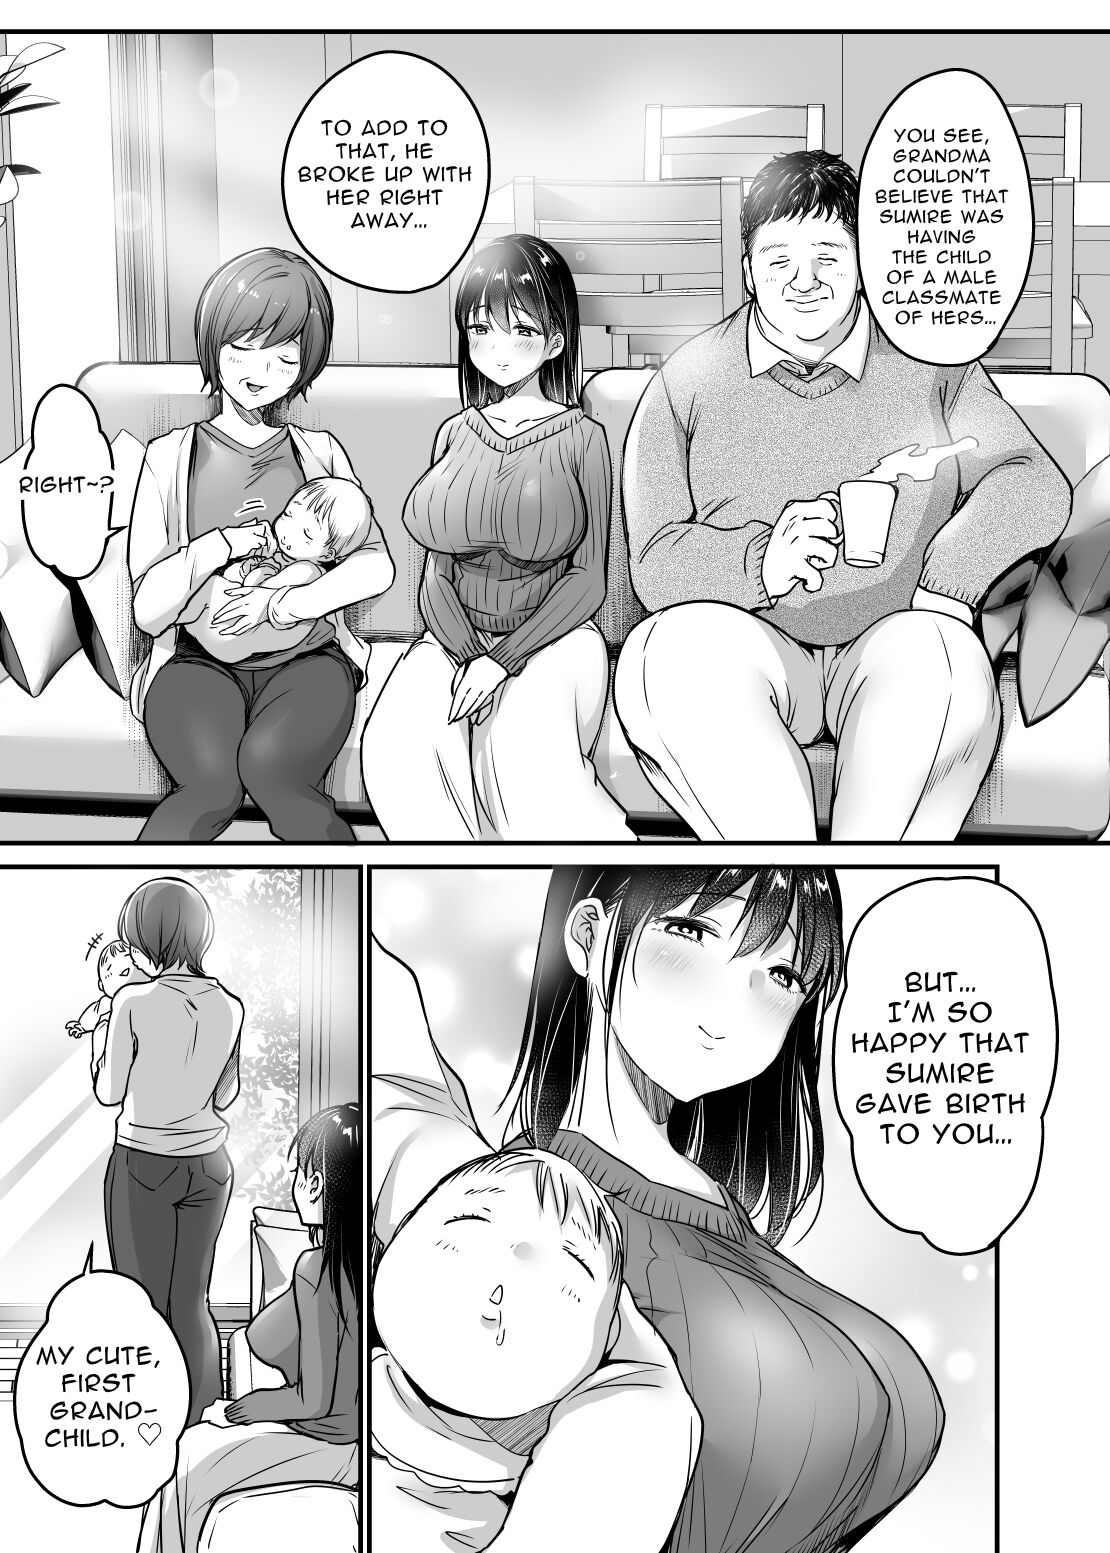 YOU SEE,
GRANDMA
COULDN'T
BELIEVE THAT
SUMIRE WAS
HAVING
THE CHILD
OF A MALE
CLASSMATE
OF HERS...
TO ADD TO
THAT, HE
BROKE UP WITH
HER RIGHT
AWAY...
RIGHT~?
BUT...
I'M SO
HAPPY THAT
SUMIRE
GAVE BIRTH
TO YOU...
MY CUTE,
FIRST
GRAND-
CHILD. ♡